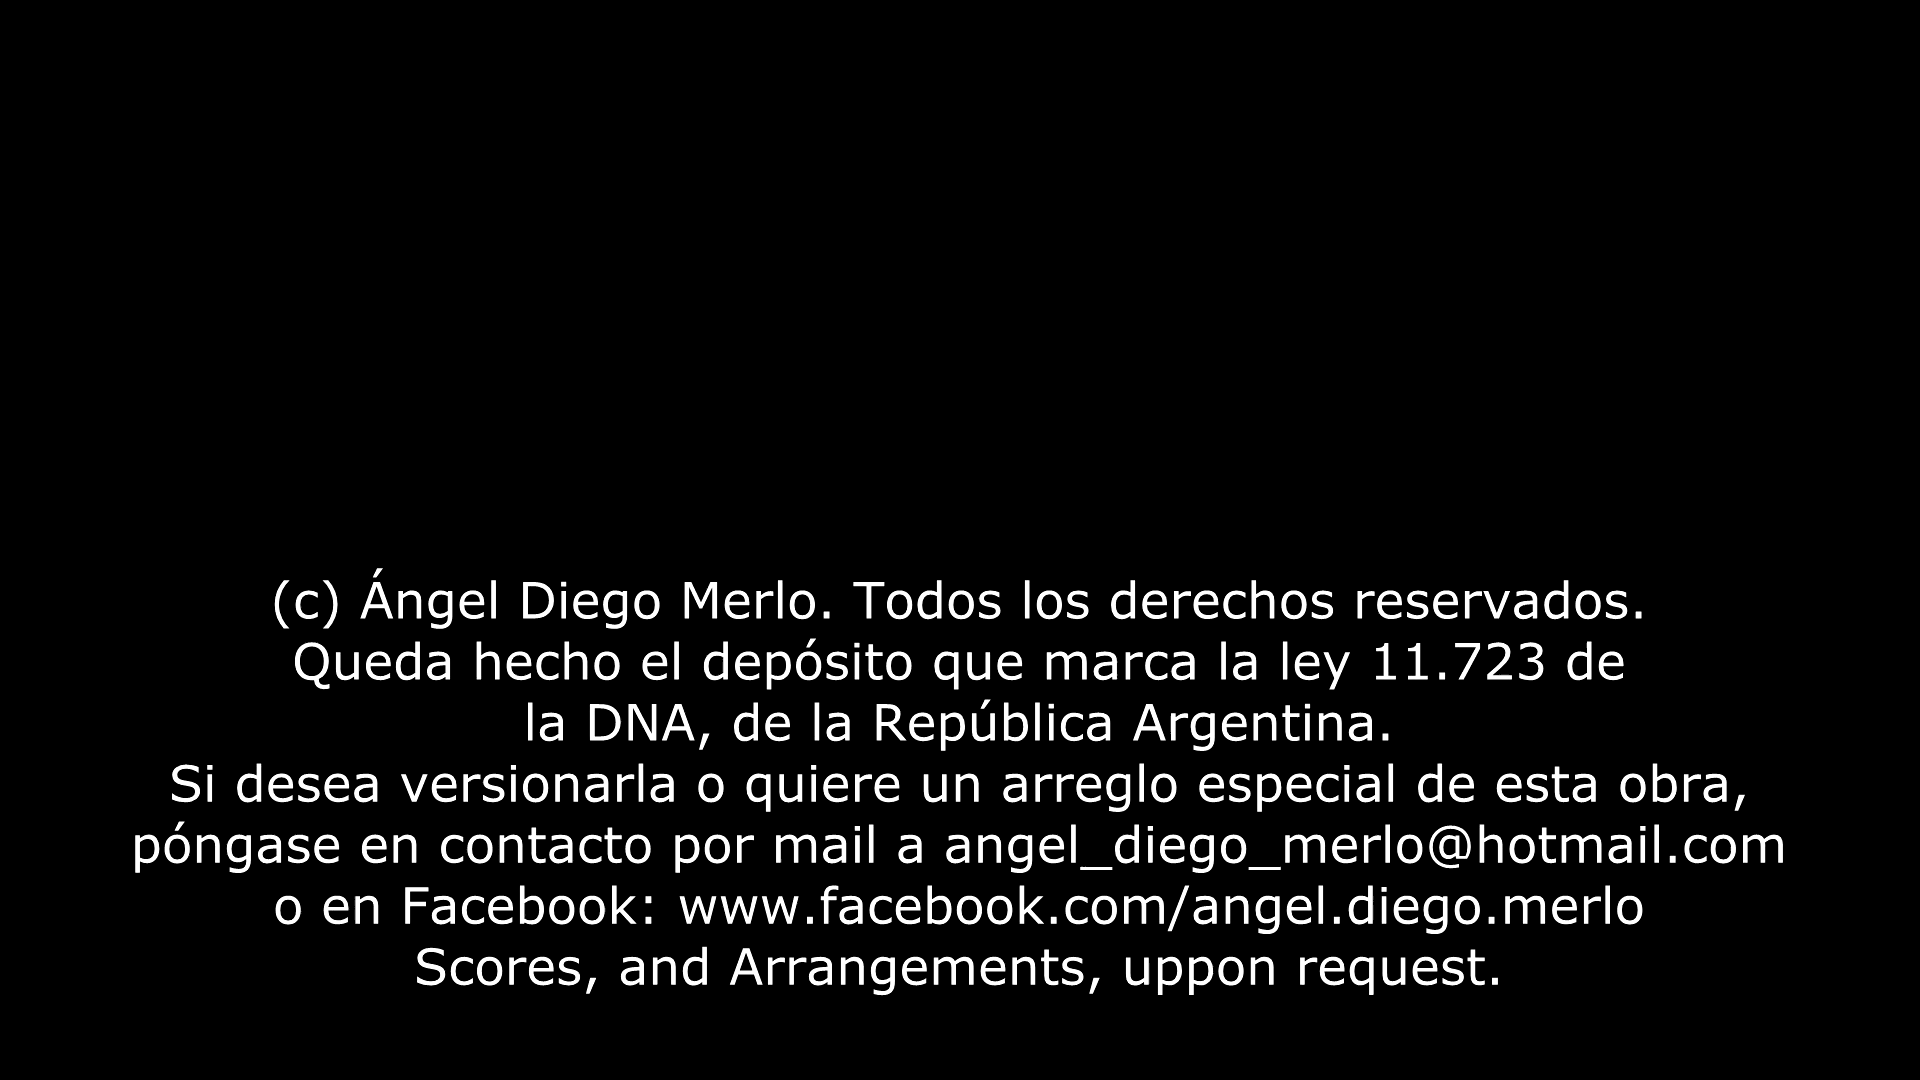 (c) Ángel Diego Merlo. Todos los derechos reservados.
Queda hecho el depósito que marca la ley 11.723 de
la DNA, de la República Argentina.
Si desea versionarla o quiere un arreglo especial de esta obra,
póngase en contacto por mail a angel_diego_merlo@hotmail.com
o en Facebook: www.facebook.com/angel.diego.merlo
Scores, and Arrangements, uppon request.